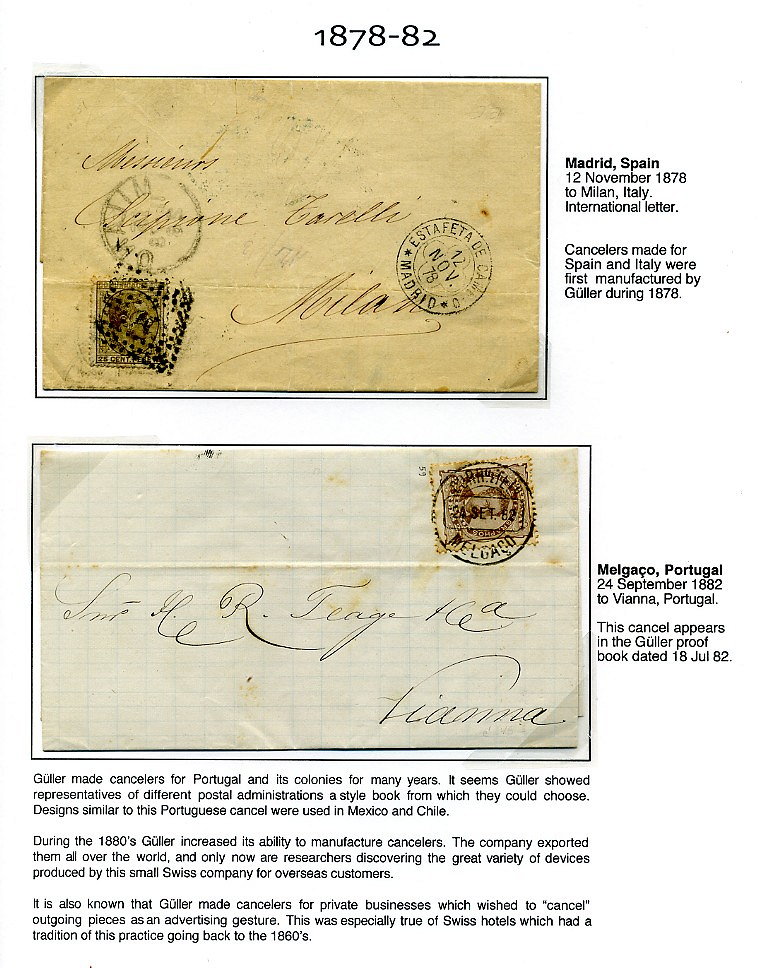 1878-82
Messieurs
Scipione Tavelli
Milan
ESTAFETA DE CAMBIO
12
NOV.
78
* MADRID *
25 CENT.
Madrid, Spain
12 November 1878
to Milan, Italy.
International letter.
Cancelers made for
Spain and Italy were
first manufactured by
Güller during 1878.
59
24 SET. 82
MELGAÇO
H. R. Teage & Ca
Vianna
Melgaço, Portugal
24 September 1882
to Vianna, Portugal.
This cancel appears
in the Güller proof
book dated 18 Jul 82.
Güller made cancelers for Portugal and its colonies for many years. It seems Güller showed
representatives of different postal administrations a style book from which they could choose.
Designs similar to this Portuguese cancel were used in Mexico and Chile.
During the 1880's Güller increased its ability to manufacture cancelers. The company exported
them all over the world, and only now are researchers discovering the great variety of devices
produced by this small Swiss company for overseas customers.
It is also known that Güller made cancelers for private businesses which wished to “cancel”
outgoing pieces as an advertising gesture. This was especially true of Swiss hotels which had a
tradition of this practice going back to the 1860's.